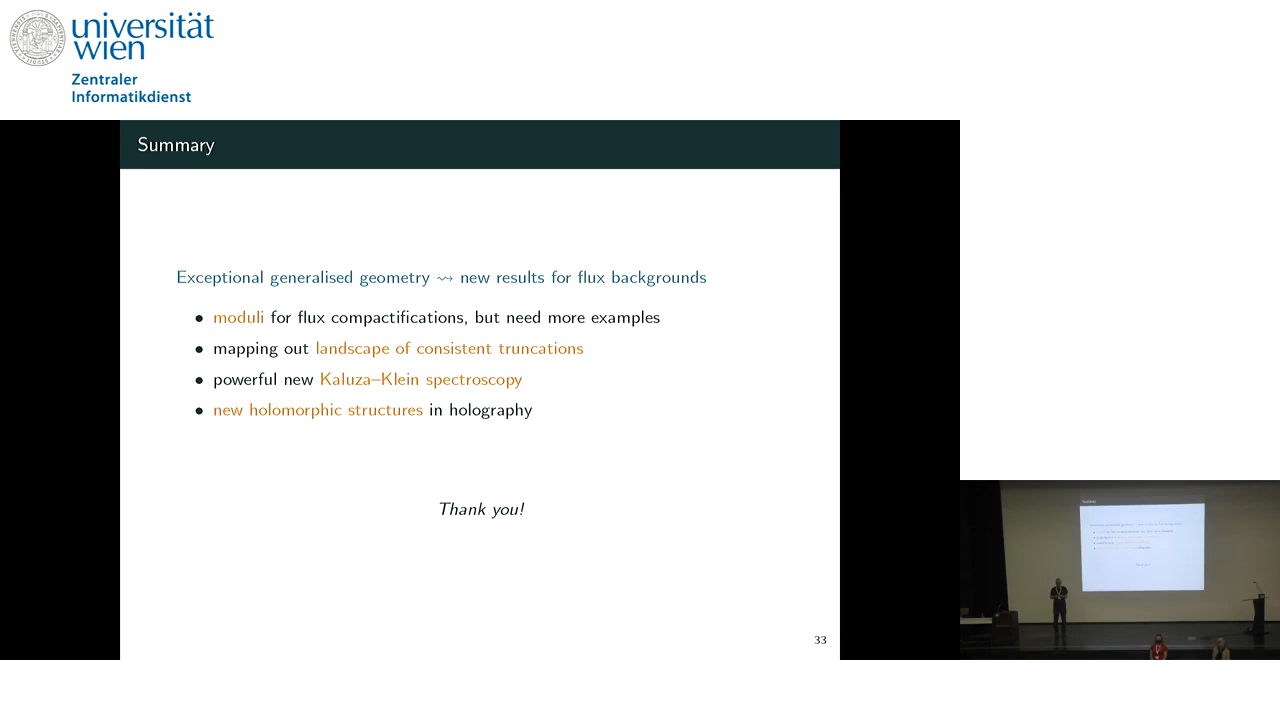 universität
wien
Zentraler
Informatikdienst
Summary
Exceptional generalised geometry ⇝ new results for flux backgrounds
• moduli for flux compactifications, but need more examples
• mapping out landscape of consistent truncations
• powerful new Kaluza–Klein spectroscopy
• new holomorphic structures in holography
Thank you!
33